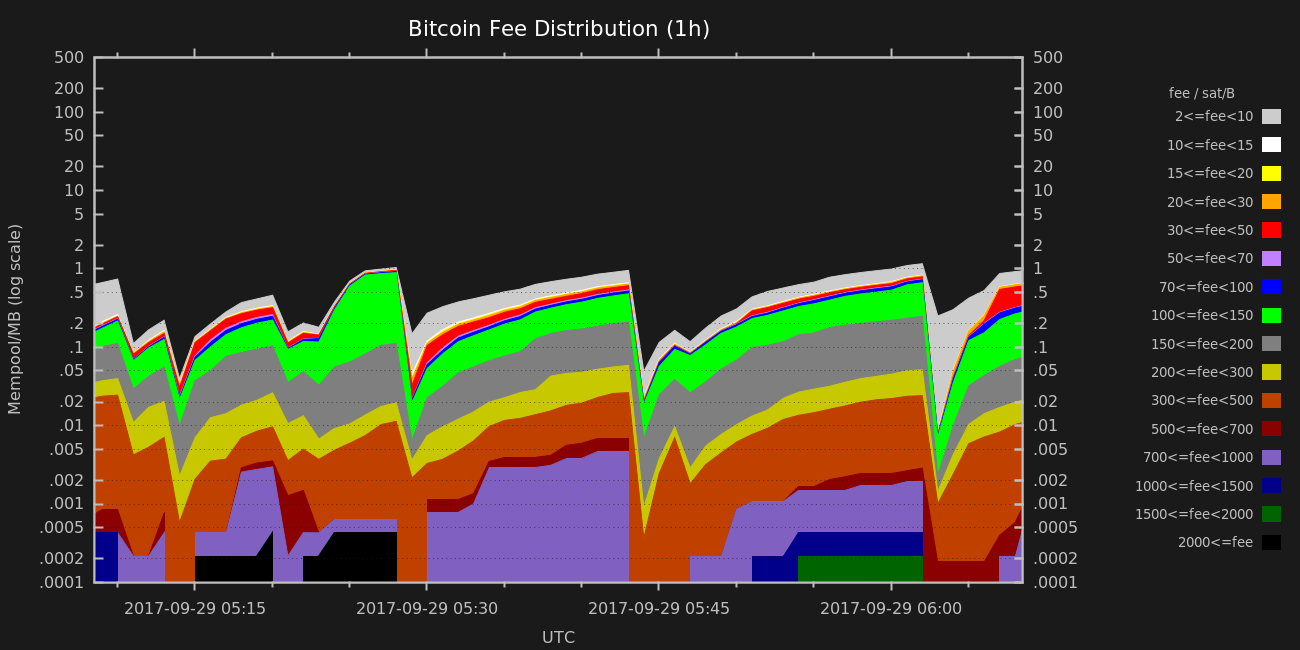 Bitcoin Fee Distribution (1h)
Mempool/MB (log scale)
500
200
100
50
20
10
5
2
1
.5
.2
.1
.05
.02
.01
.005
.002
.001
.0005
.0002
.0001
500
200
100
50
20
10
5
2
1
.5
.2
.1
.05
.02
.01
.005
.002
.001
.0005
.0002
.0001
2017-09-29 05:15
2017-09-29 05:30
2017-09-29 05:45
2017-09-29 06:00
UTC
fee / sat/B
2<=fee<10
10<=fee<15
15<=fee<20
20<=fee<30
30<=fee<50
50<=fee<70
70<=fee<100
100<=fee<150
150<=fee<200
200<=fee<300
300<=fee<500
500<=fee<700
700<=fee<1000
1000<=fee<1500
1500<=fee<2000
2000<=fee